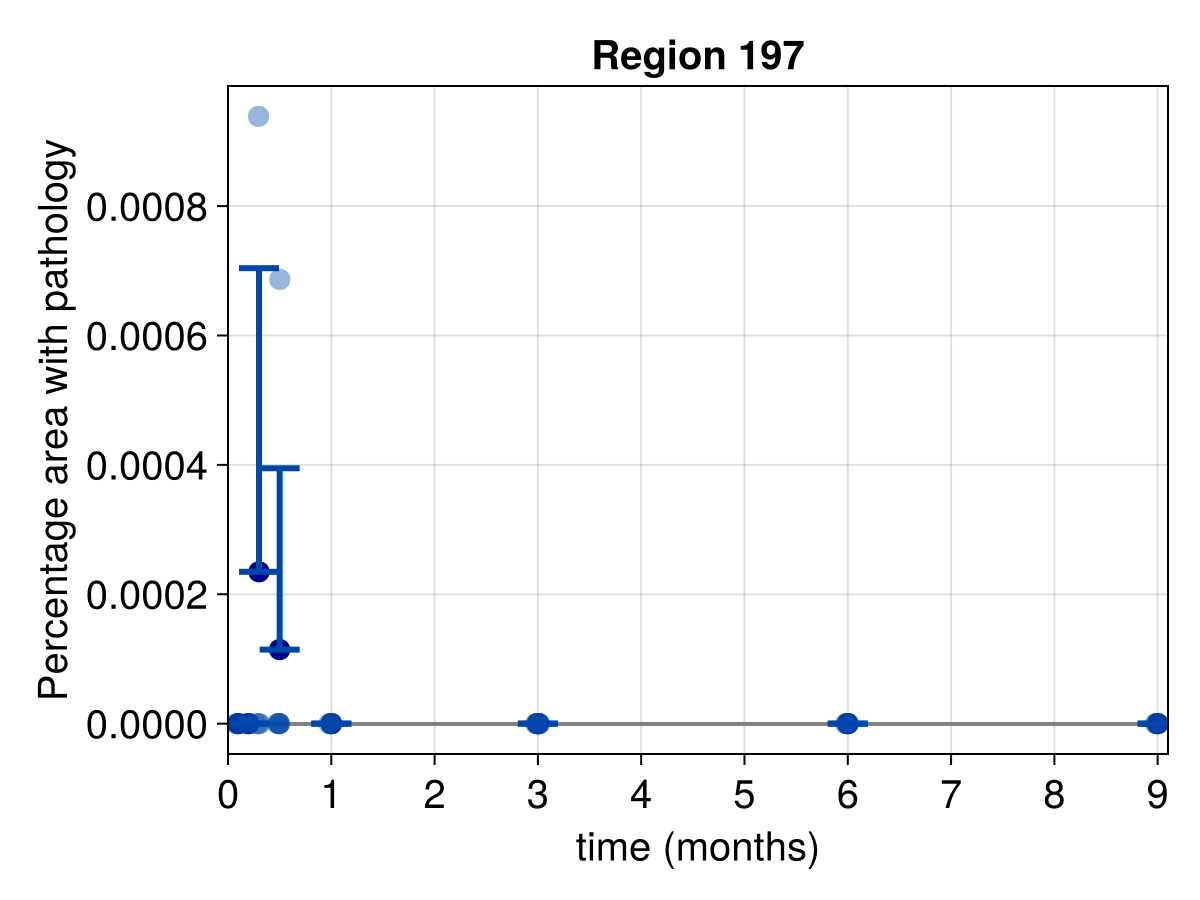 Region 197
Percentage area with pathology
0.0008
0.0006
0.0004
0.0002
0.0000
0 1 2 3 4 5 6 7 8 9
time (months)